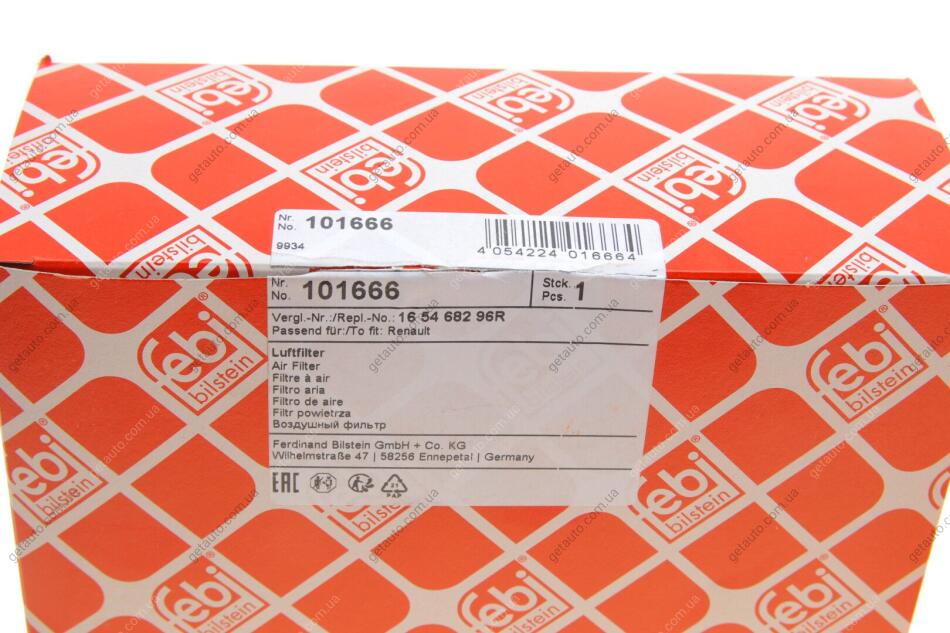 febi bilstein
Nr.
No. 101666
9934
4 054224 016664
Nr.
No. 101666
Stck.
Pcs. 1
Vergl.-Nr.:/Repl.-No.: 16 54 682 96R
Passend für:/To fit: Renault
Luftfilter
Air Filter
Filtre à air
Filtro aria
Filtro de aire
Filtr powietrza
Воздушный фильтр
Ferdinand Bilstein GmbH + Co. KG
Wilhelmstraße 47 | 58256 Ennepetal | Germany
EAC
21
PAP
getauto.com.ua